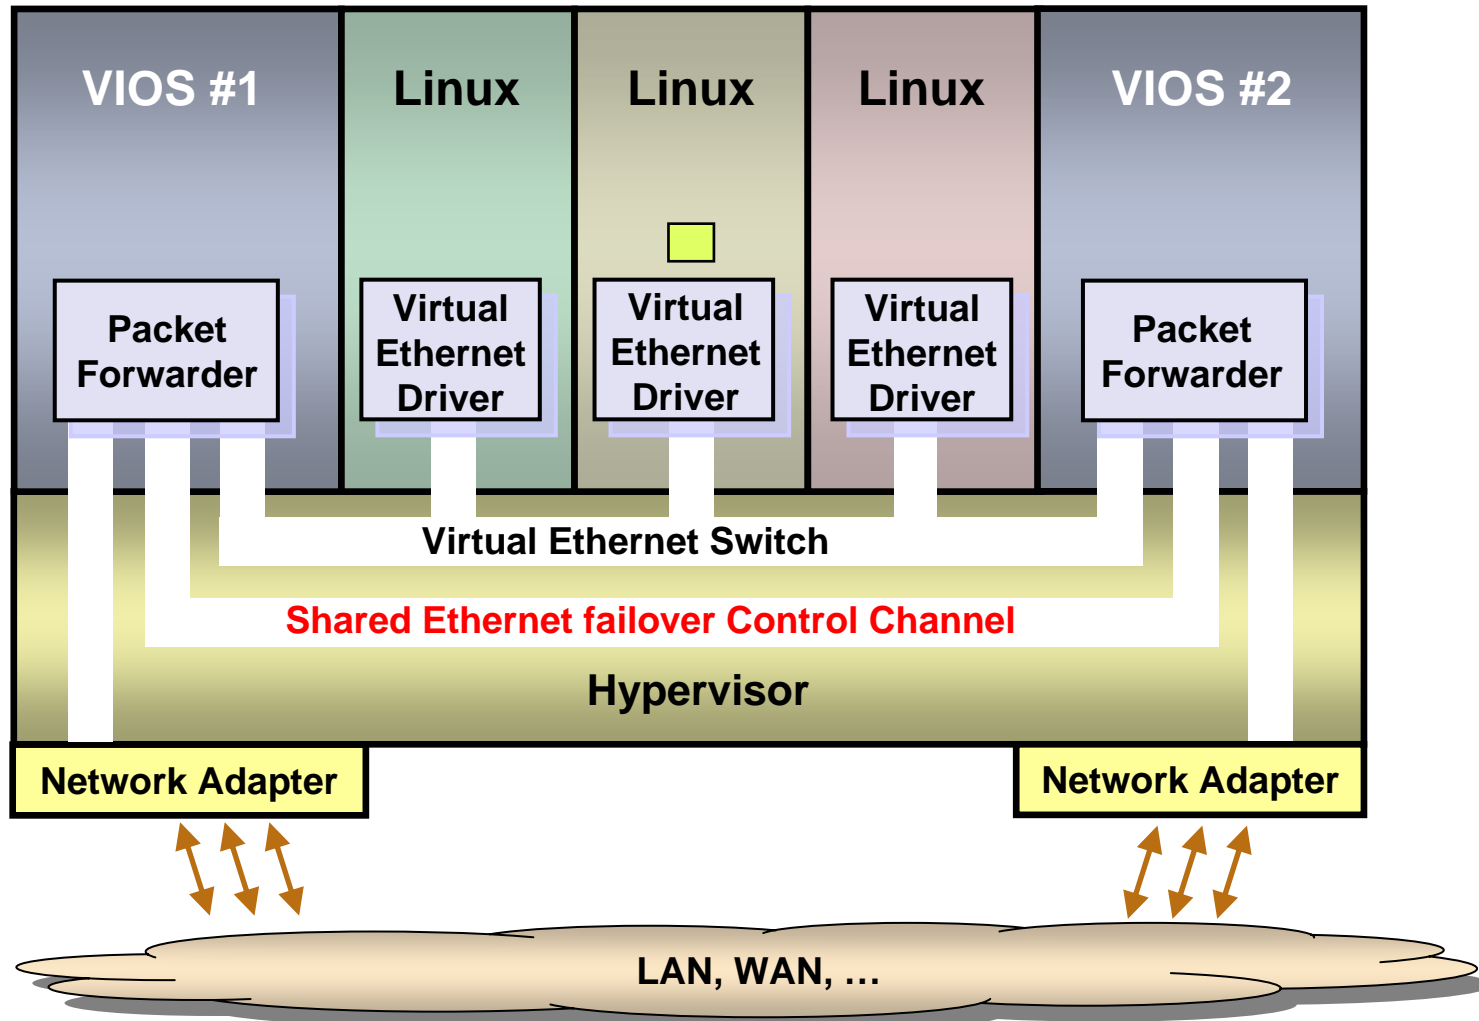 VIOS #1
Linux
Linux
Linux
VIOS #2
Packet
Forwarder
Virtual
Ethernet
Driver
Virtual
Ethernet
Driver
Virtual
Ethernet
Driver
Packet
Forwarder
Virtual Ethernet Switch
Shared Ethernet failover Control Channel
Hypervisor
Network Adapter
Network Adapter
LAN, WAN, …